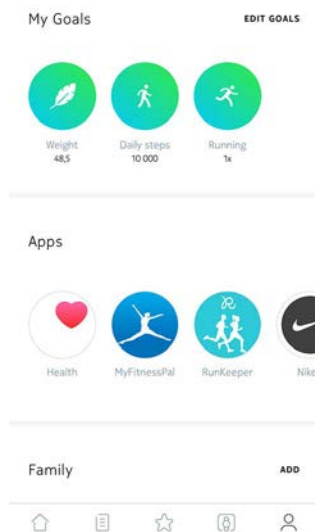 My Goals EDIT GOALS
Weight Daily steps Running
48,5 10 000 1x
Apps
Health MyFitnessPal RunKeeper Nike
Family ADD